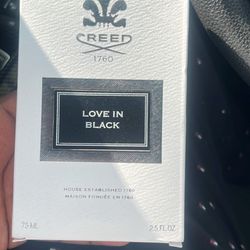 CREED
1760
LOVE IN
BLACK
HOUSE ESTABLISHED 1760
MAISON FONDÉE EN 1760
75 ML
2.5 FL.OZ